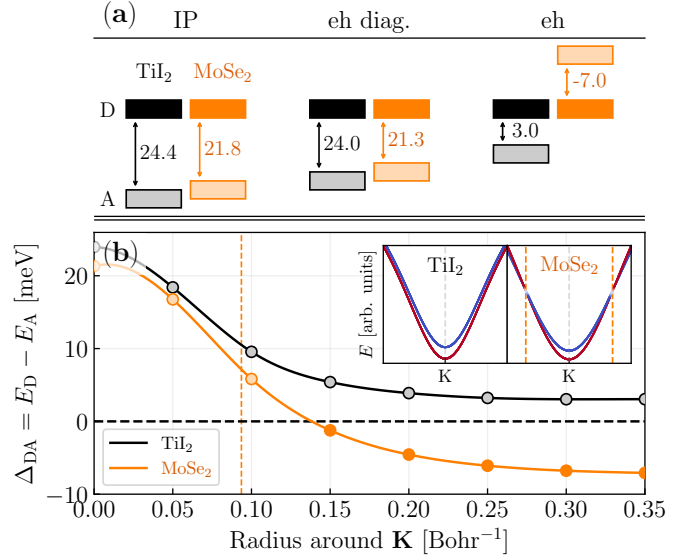 (a) IP eh diag. eh
TiI₂ MoSe₂
-7.0
D
24.4 21.8 24.0 21.3 3.0
A
(b)
Δ_DA = E_D − E_A [meV]
20
10
0
−10
TiI₂
MoSe₂
E [arb. units]
TiI₂ MoSe₂
K K
0.00 0.05 0.10 0.15 0.20 0.25 0.30 0.35
Radius around K [Bohr⁻¹]